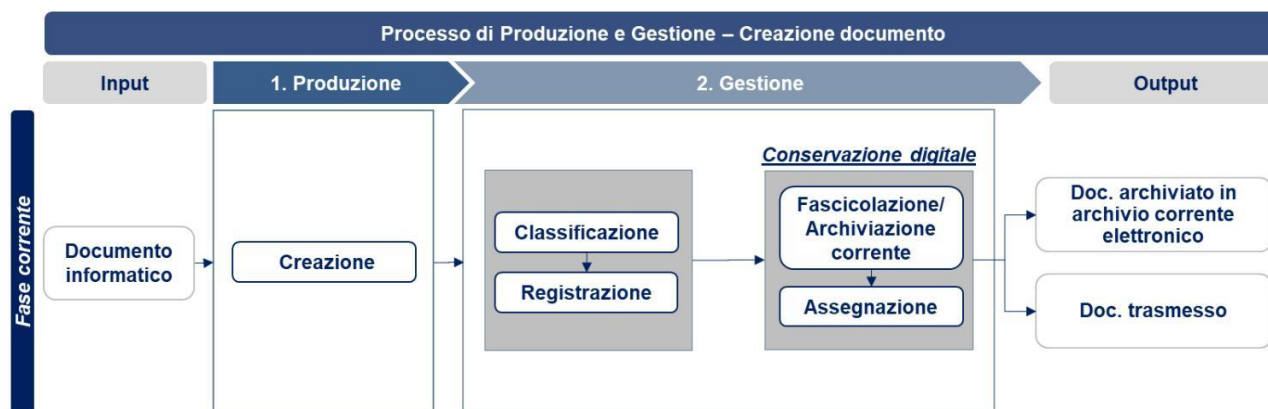 Processo di Produzione e Gestione – Creazione documento
Input
1. Produzione
2. Gestione
Output
Fase corrente
Documento
informatico
Creazione
Classificazione
Registrazione
Conservazione digitale
Fascicolazione/
Archiviazione
corrente
Assegnazione
Doc. archiviato in
archivio corrente
elettronico
Doc. trasmesso